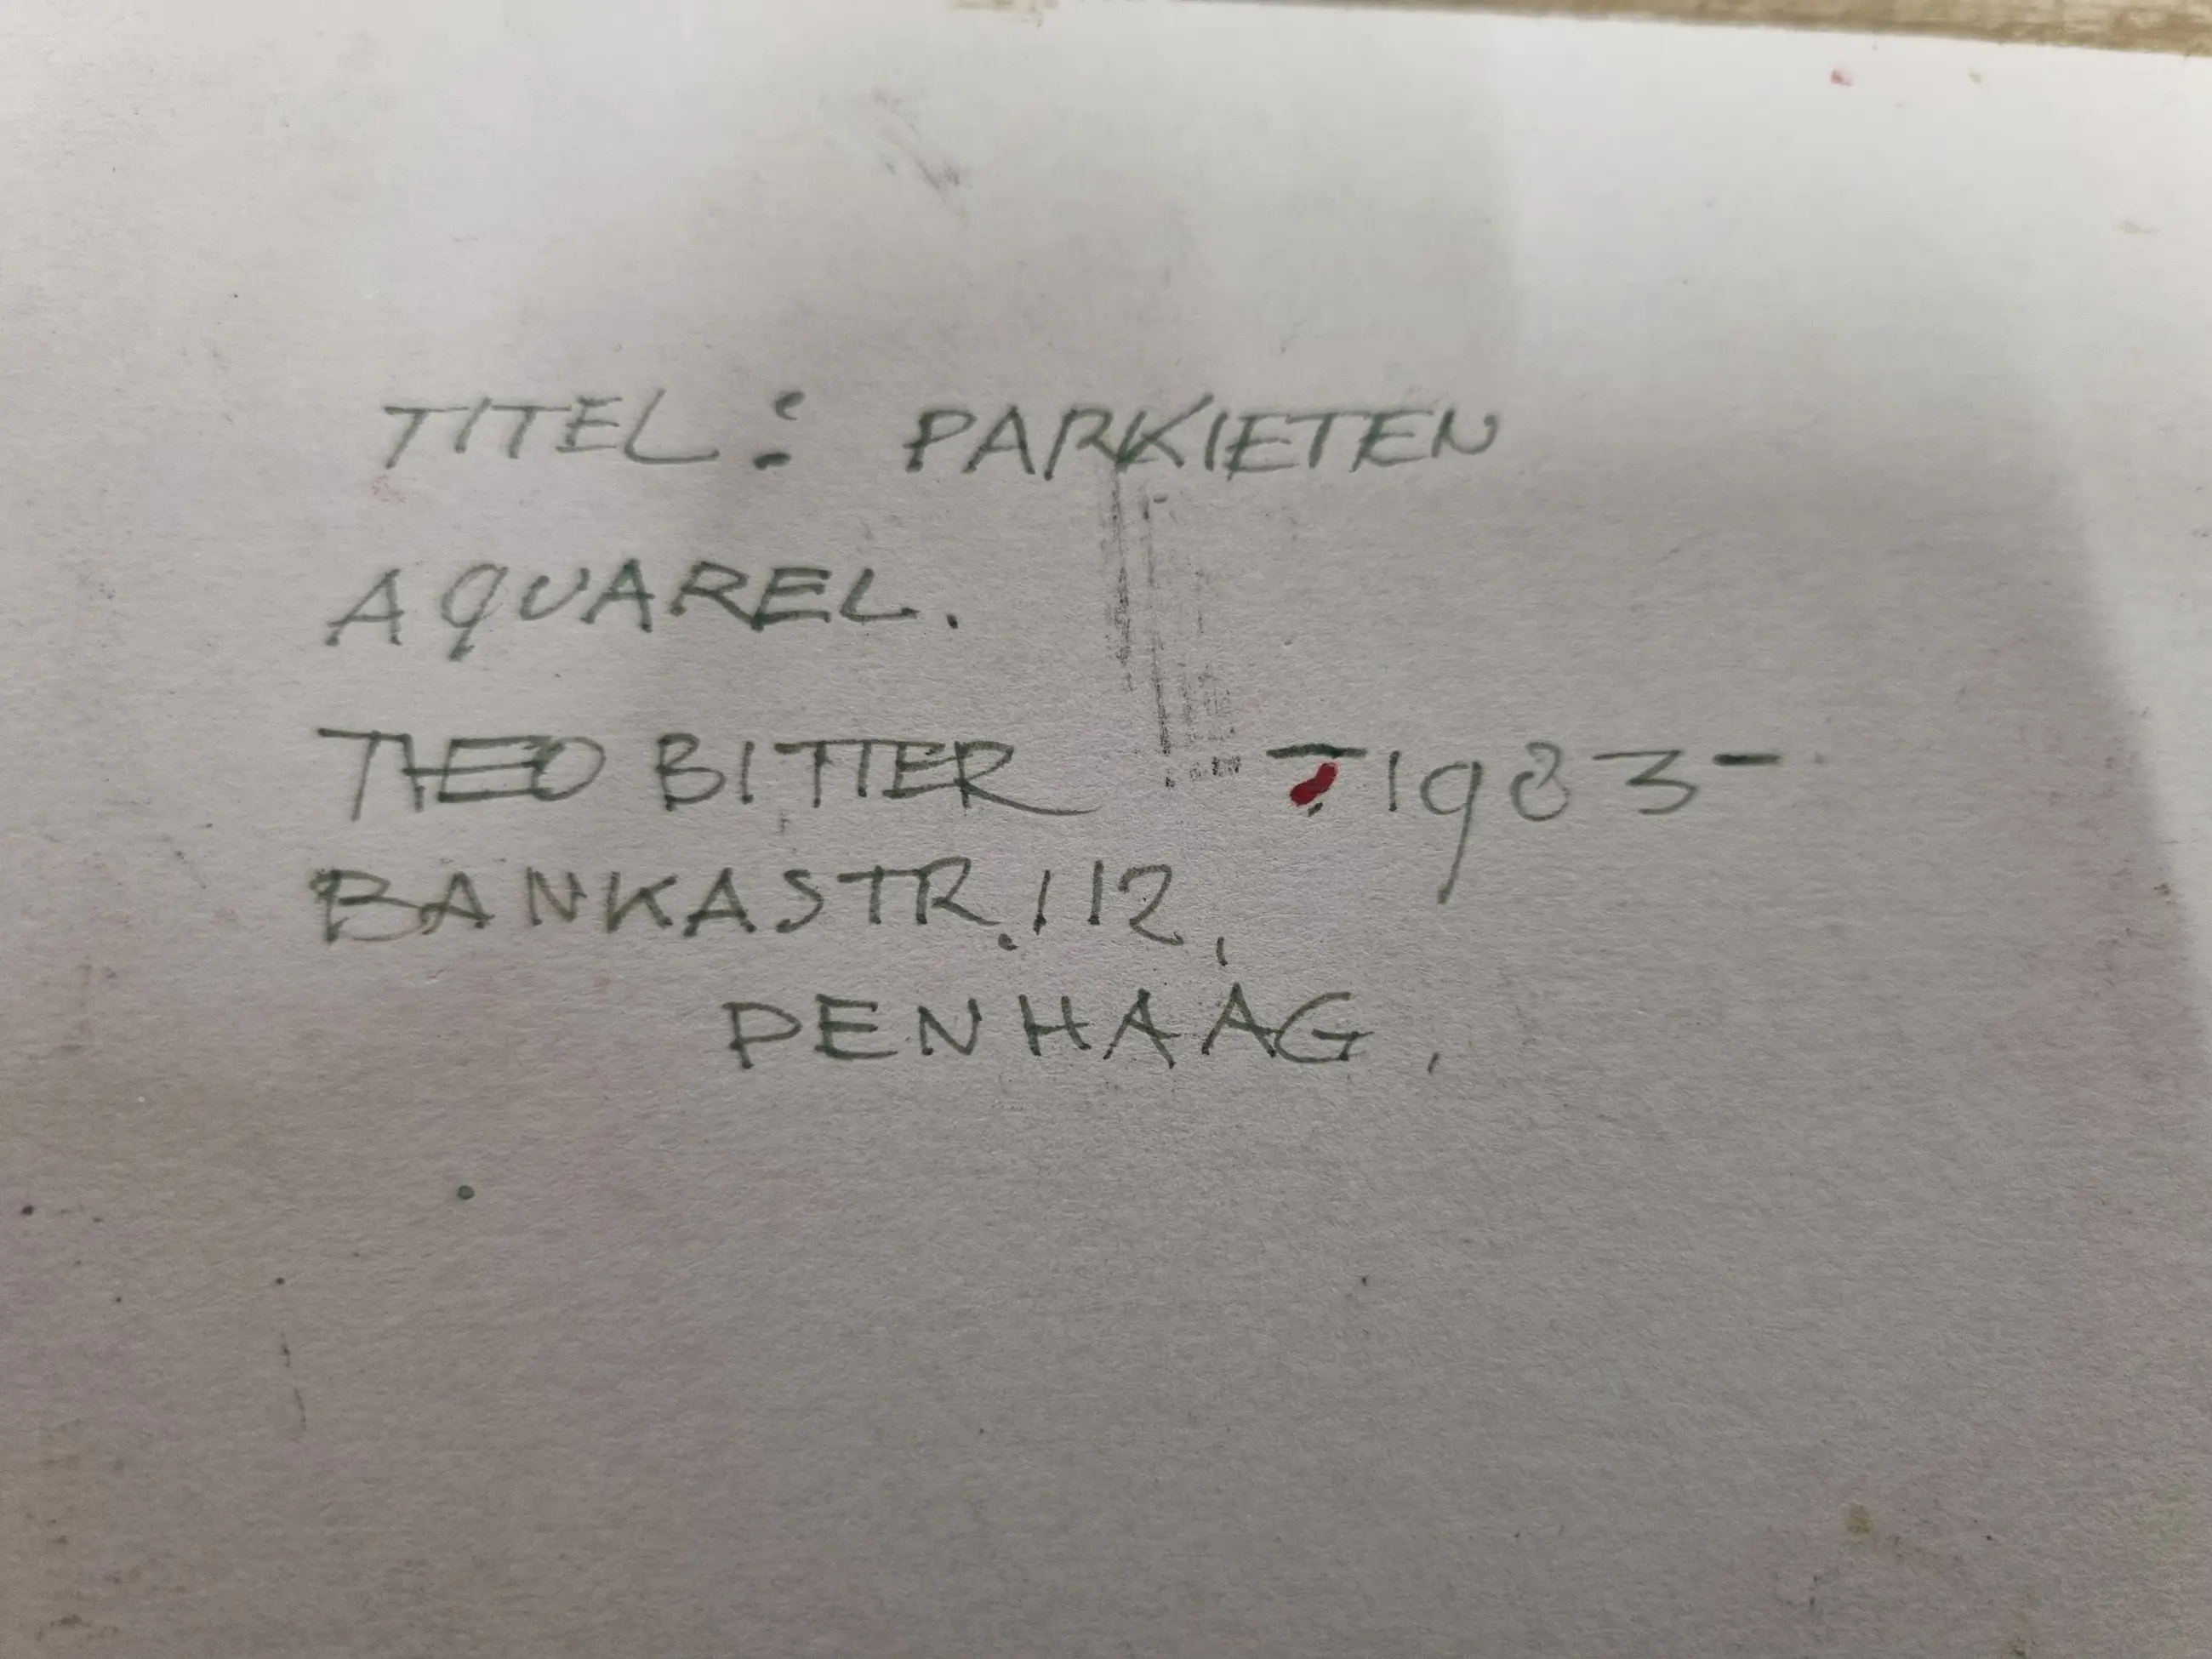 TITEL: PARKIETEN
AQUAREL.
THEO BITTER 1983-
BANKASTR. 112,
DEN HAAG.